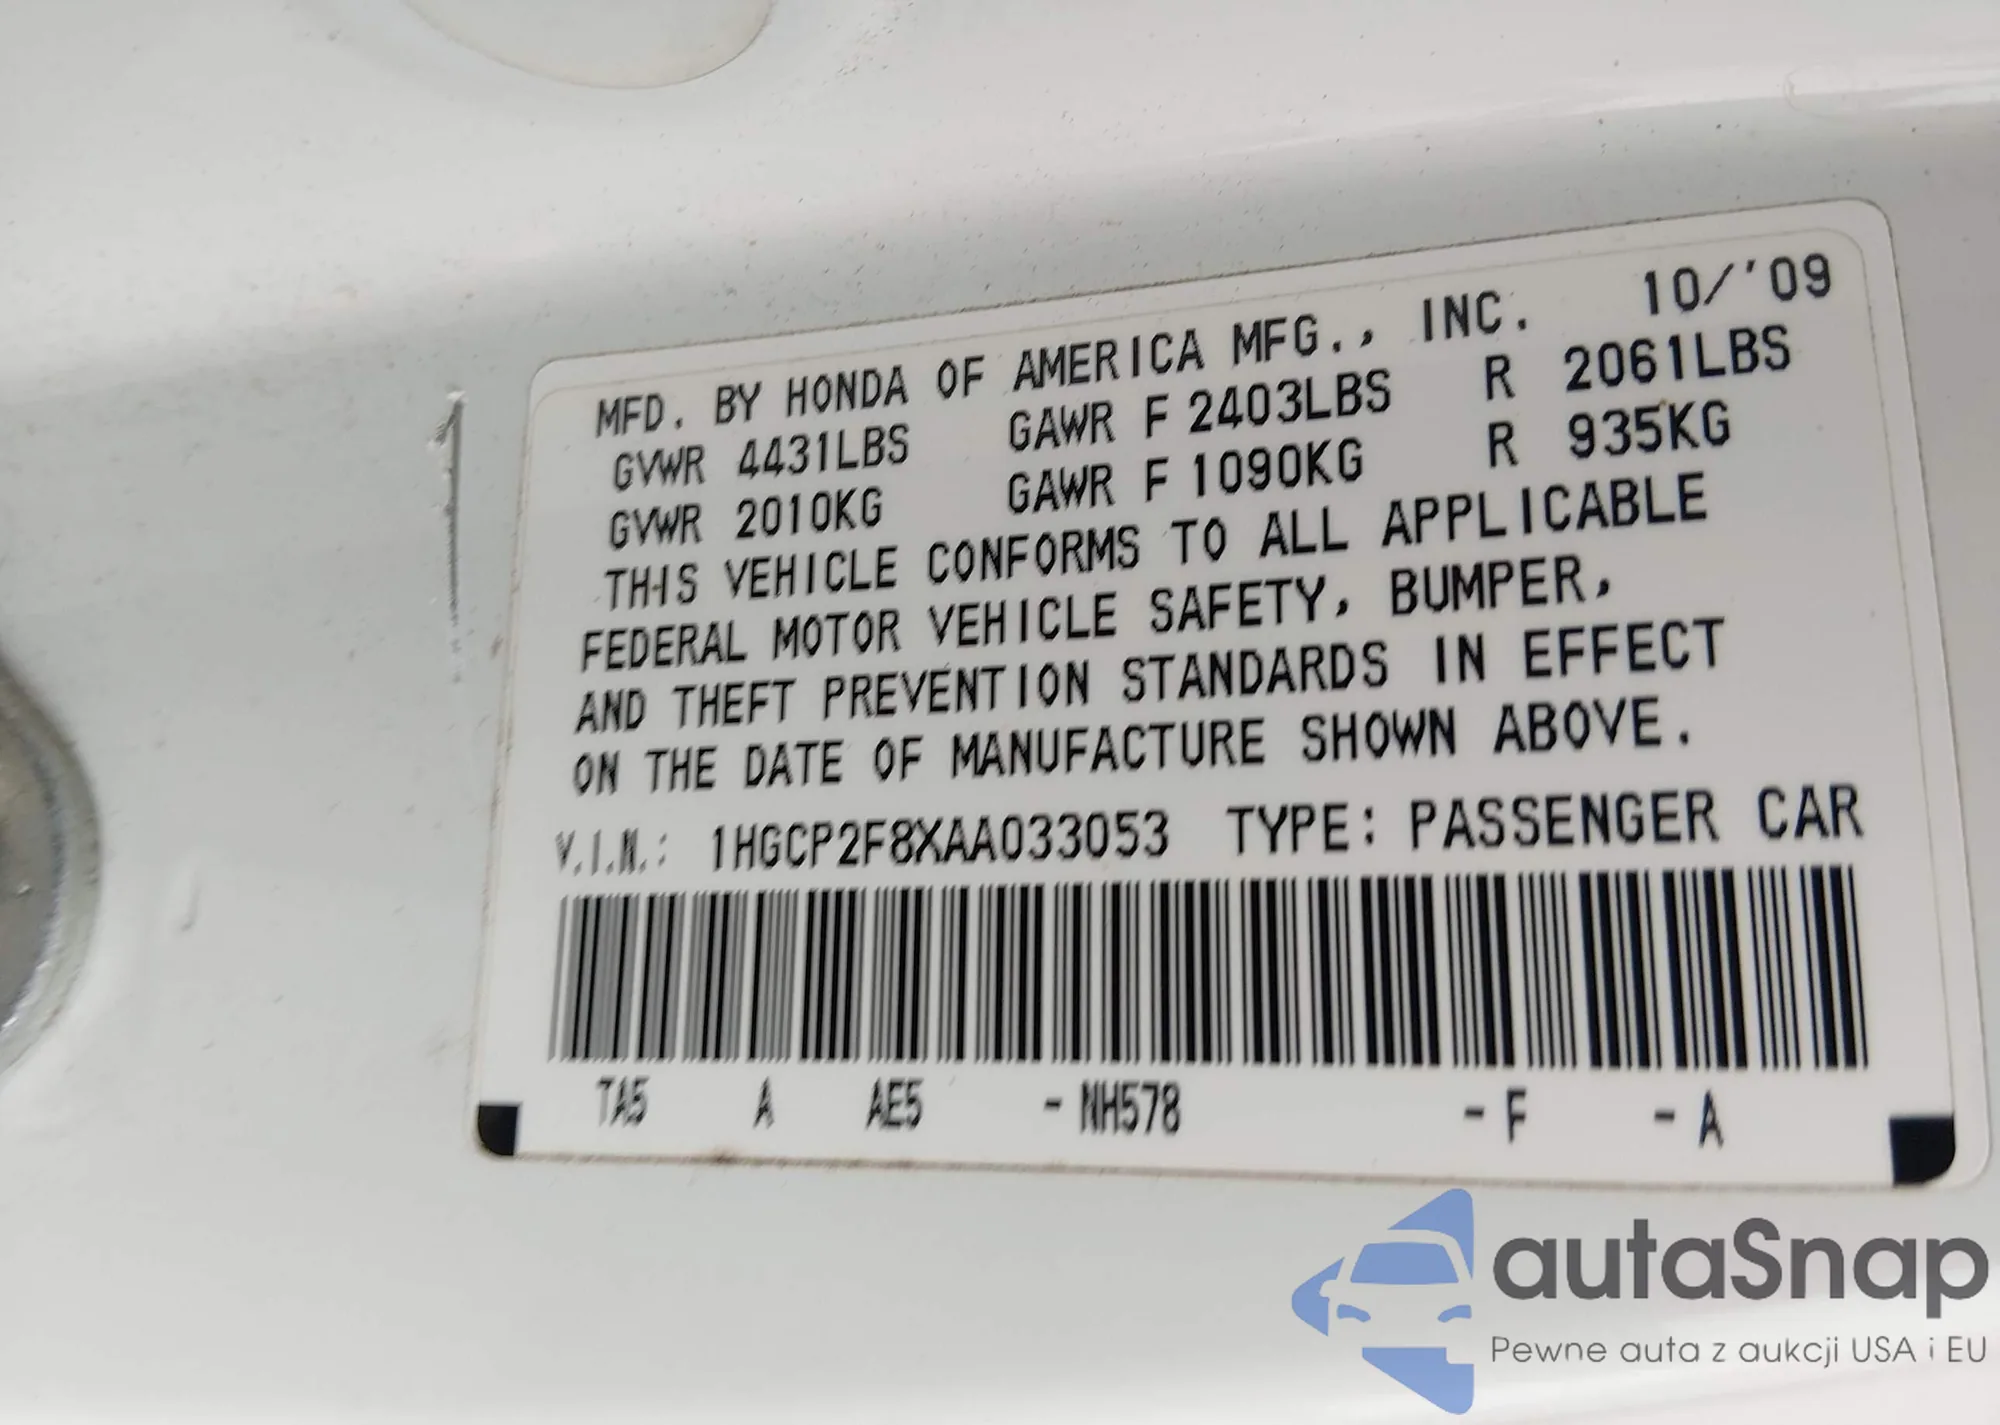 MFD. BY HONDA OF AMERICA MFG., INC. 10/'09
GVWR 4431LBS GAWR F 2403LBS R 2061LBS
GVWR 2010KG GAWR F 1090KG R 935KG
THIS VEHICLE CONFORMS TO ALL APPLICABLE
FEDERAL MOTOR VEHICLE SAFETY, BUMPER,
AND THEFT PREVENTION STANDARDS IN EFFECT
ON THE DATE OF MANUFACTURE SHOWN ABOVE.
V.I.N.: 1HGCP2F8XAA033053 TYPE: PASSENGER CAR
TA5 A AE5 - NH578 - F - A
autaSnap
Pewne auta z aukcji USA i EU